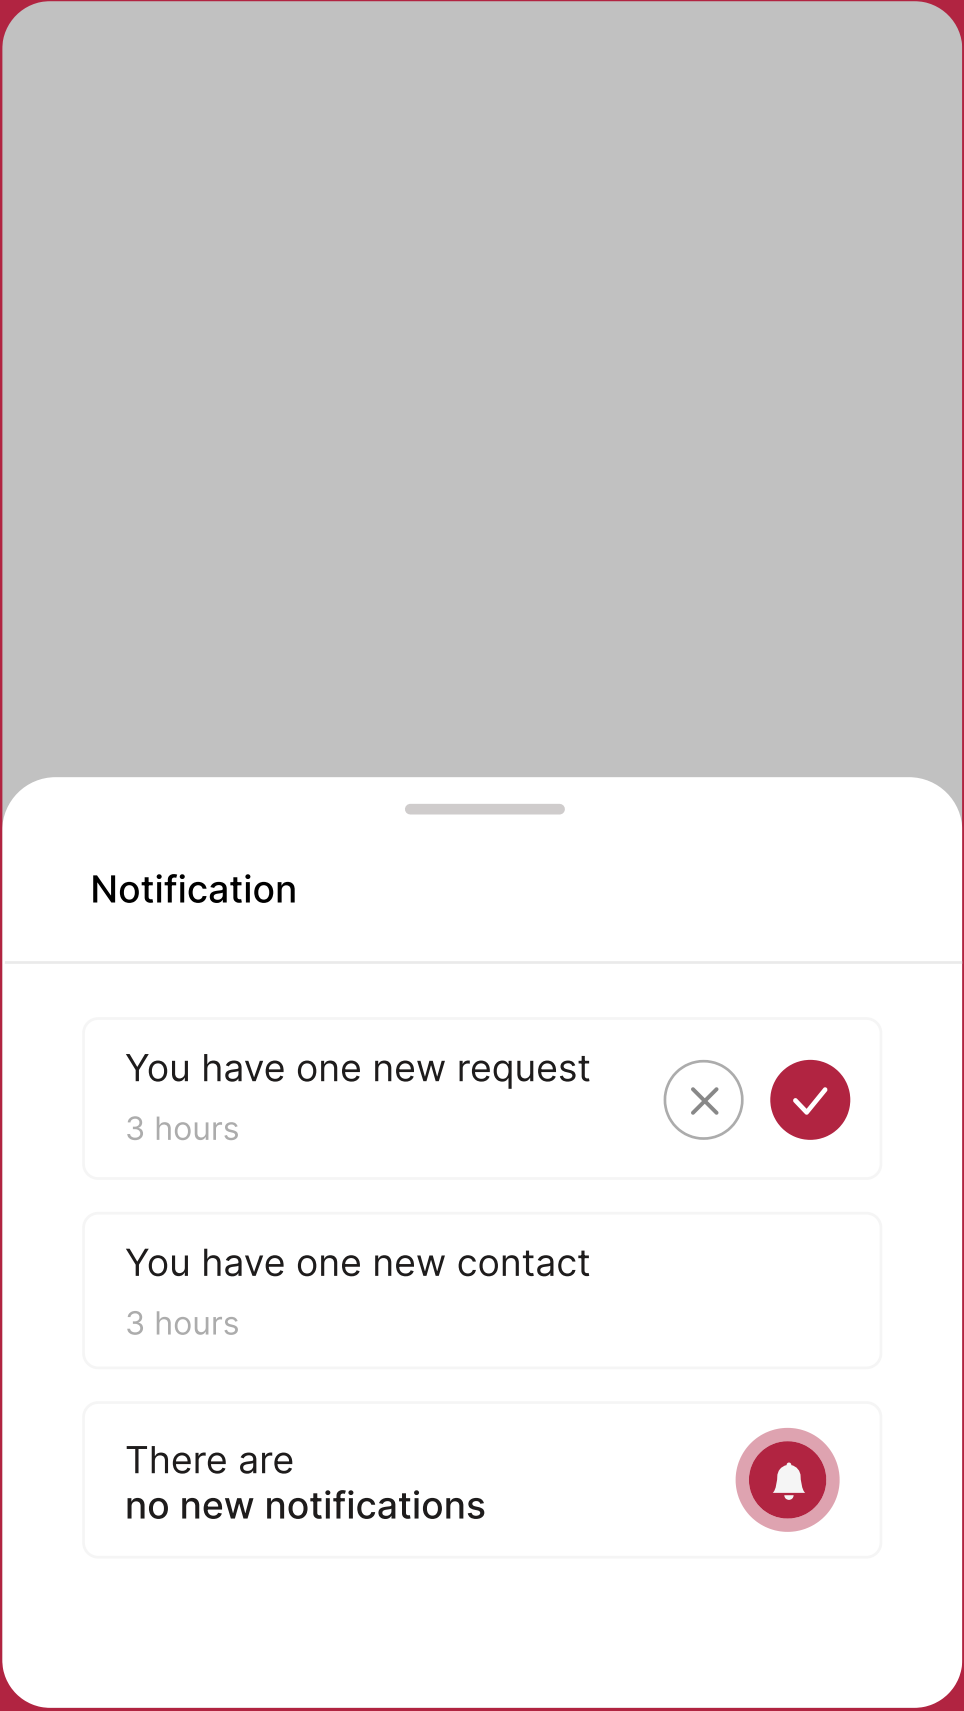 Notification
You have one new request
3 hours
You have one new contact
3 hours
There are
no new notifications